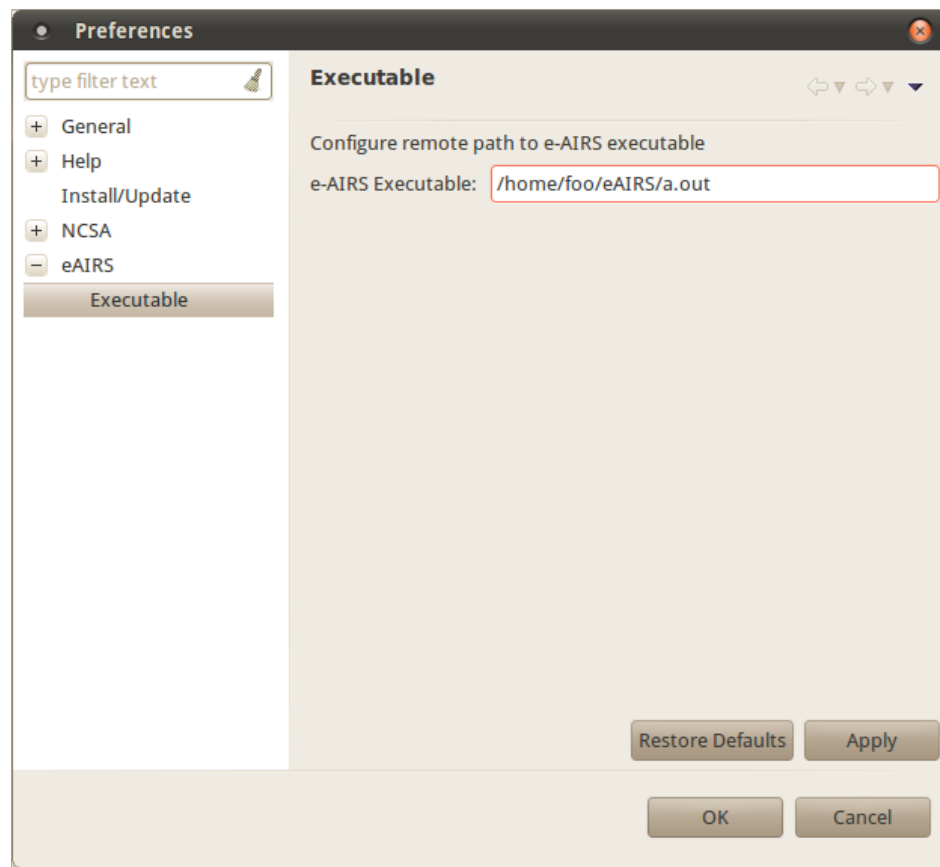 Preferences
type filter text
General
Help
Install/Update
NCSA
eAIRS
Executable
Executable
Configure remote path to e-AIRS executable
e-AIRS Executable: /home/foo/eAIRS/a.out
Restore Defaults Apply
OK Cancel